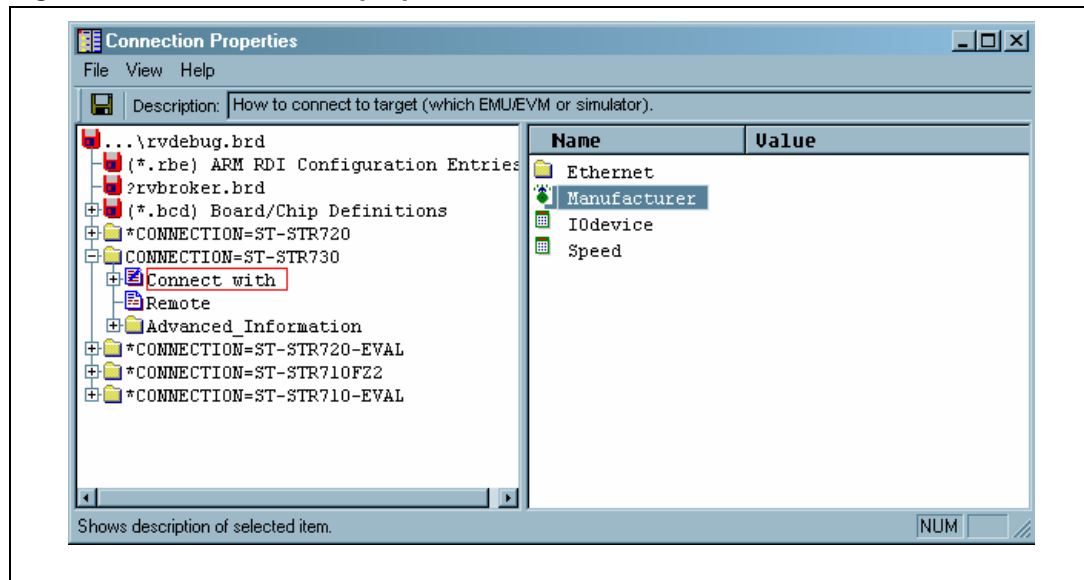 Connection Properties
File View Help
Description: How to connect to target (which EMU/EVM or simulator).
...\rvdebug.brd
(*.rbe) ARM RDI Configuration Entries
?rvbroker.brd
(*.bcd) Board/Chip Definitions
*CONNECTION=ST-STR720
CONNECTION=ST-STR730
Connect with
Remote
Advanced_Information
*CONNECTION=ST-STR720-EVAL
*CONNECTION=ST-STR710FZ2
*CONNECTION=ST-STR710-EVAL
Name Value
Ethernet
Manufacturer
IOdevice
Speed
Shows description of selected item.
NUM